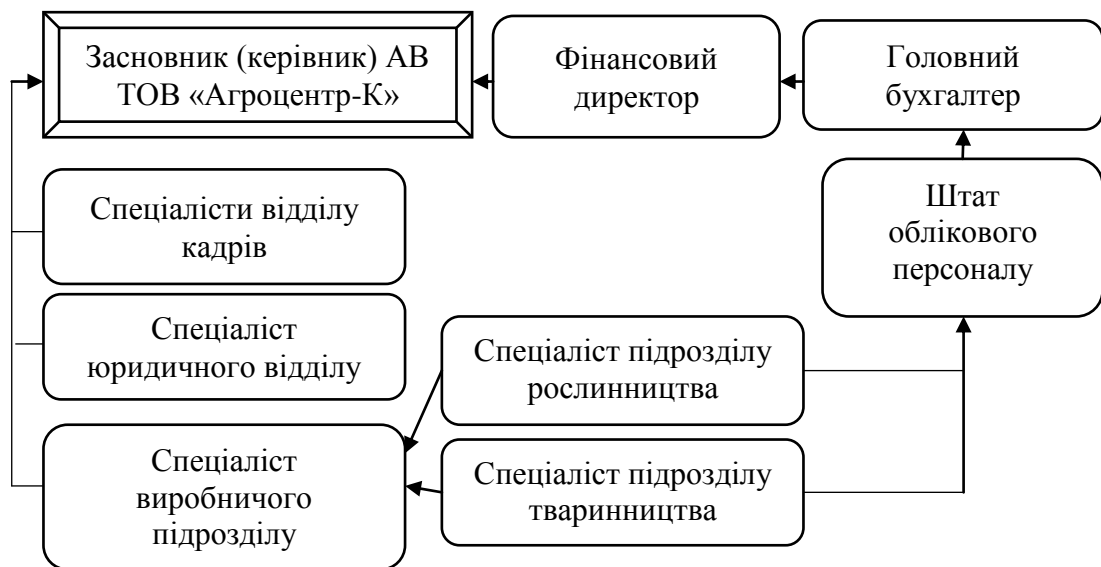 Засновник (керівник) АВ
ТОВ «Агроцентр-К»
Фінансовий
директор
Головний
бухгалтер
Спеціалісти відділу
кадрів
Штат
облікового
персоналу
Спеціаліст
юридичного відділу
Спеціаліст підрозділу
рослинництва
Спеціаліст
виробничого
підрозділу
Спеціаліст підрозділу
тваринництва